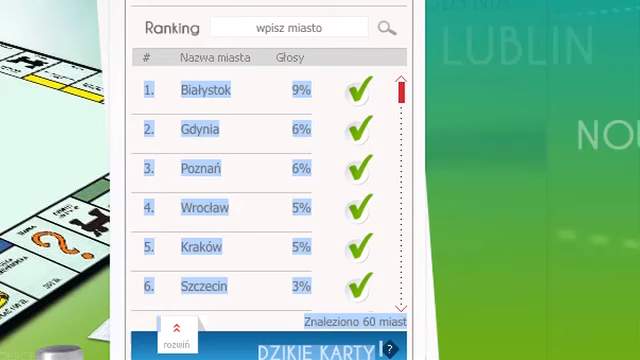 GDYNIA
LUBLIN
NO
Ranking wpisz miasto
# Nazwa miasta Głosy
1. Białystok 9%
2. Gdynia 6%
3. Poznań 6%
4. Wrocław 5%
5. Kraków 5%
6. Szczecin 3%
Znaleziono 60 miast
rozwiń
DZIKIE KARTY ?